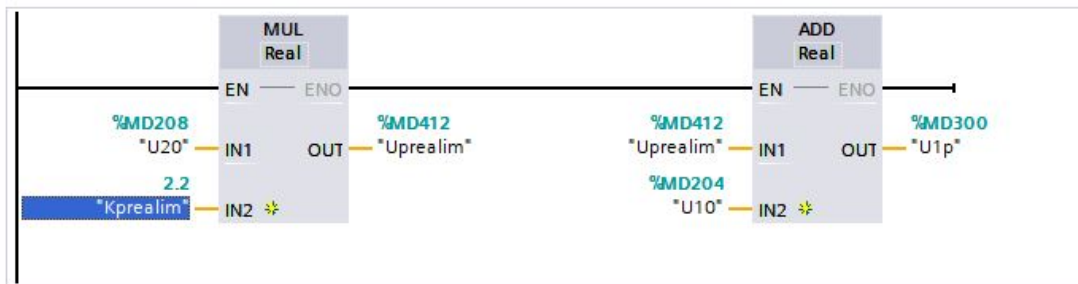 MUL
Real
EN
ENO
%MD208
"U20"
IN1
OUT
%MD412
"Uprealim"
2.2
"Kprealim"
IN2
ADD
Real
EN
ENO
%MD412
"Uprealim"
IN1
OUT
%MD300
"U1p"
%MD204
"U10"
IN2